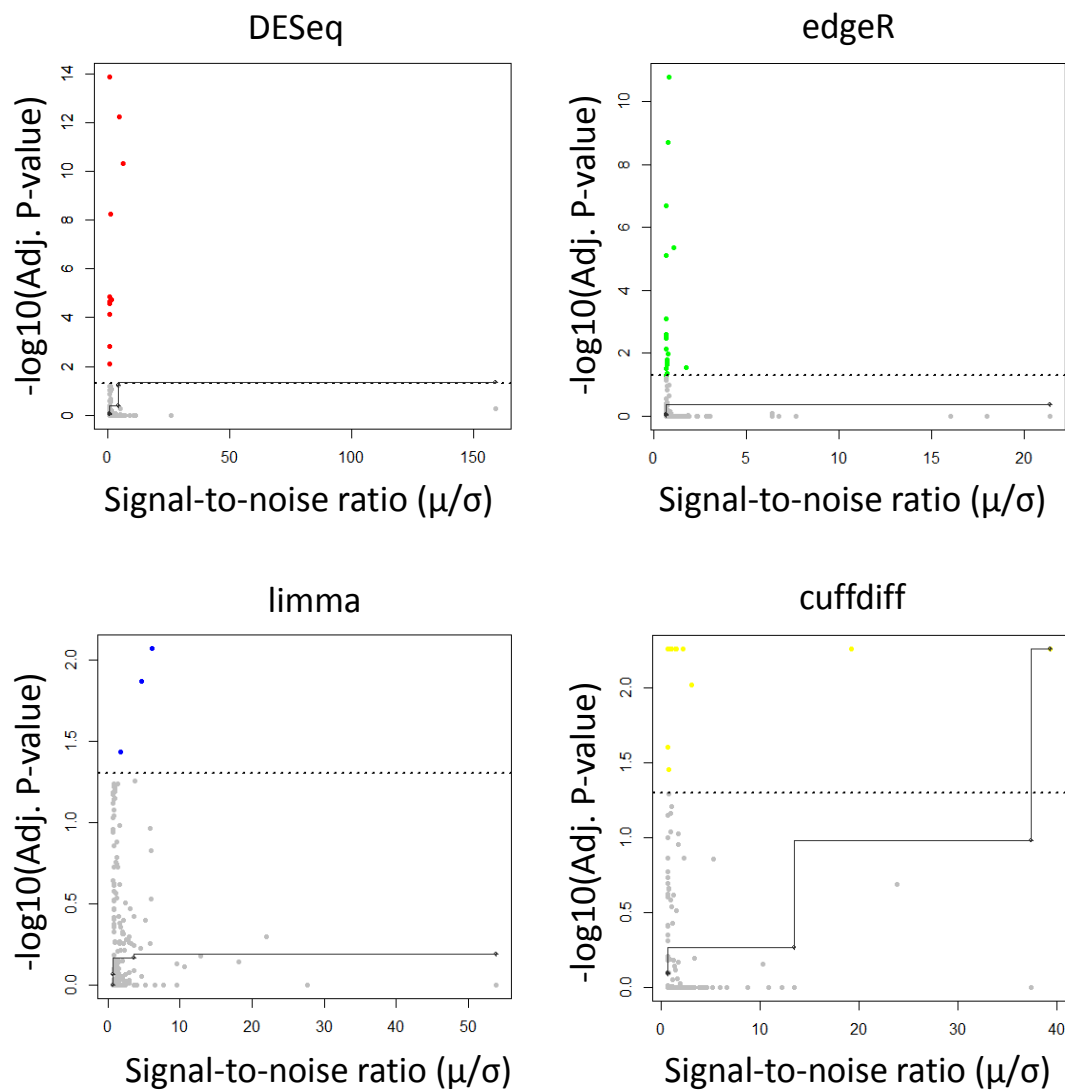 DESeq
-log10(Adj. P-value)
14
12
10
8
6
4
2
0
0 50 100 150
Signal-to-noise ratio (μ/σ)
edgeR
-log10(Adj. P-value)
10
8
6
4
2
0
0 5 10 15 20
Signal-to-noise ratio (μ/σ)
limma
-log10(Adj. P-value)
2.0
1.5
1.0
0.5
0.0
0 10 20 30 40 50
Signal-to-noise ratio (μ/σ)
cuffdiff
-log10(Adj. P-value)
2.0
1.5
1.0
0.5
0.0
0 10 20 30 40
Signal-to-noise ratio (μ/σ)